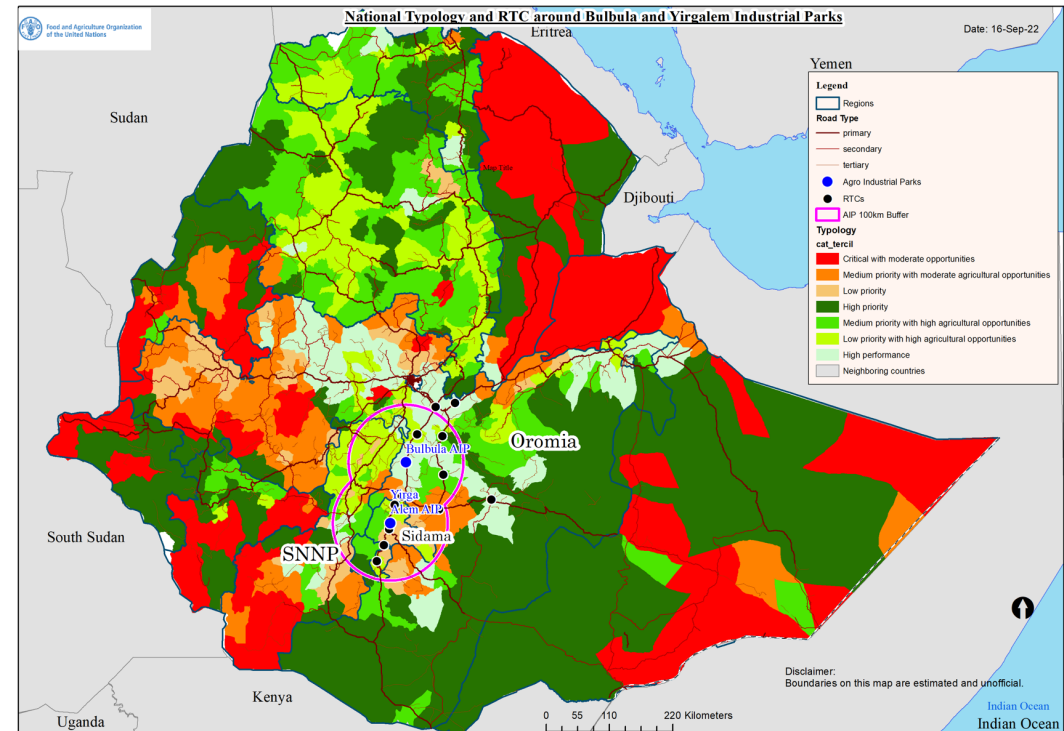 Food and Agriculture Organization
of the United Nations
National Typology and RTC around Bulbula and Yirgalem Industrial Parks
Date: 16-Sep-22
Eritrea
Yemen
Sudan
Map Title
Djibouti
Legend
Regions
Road Type
primary
secondary
tertiary
Agro Industrial Parks
RTCs
AIP 100km Buffer
Typology
cat_tercil
Critical with moderate opportunities
Medium priority with moderate agricultural opportunities
Low priority
High priority
Medium priority with high agricultural opportunities
Low priority with high agricultural opportunities
High performance
Neighboring countries
Oromia
Bulbula AIP
Yirga
Alem AIP
Sidama
SNNP
South Sudan
Kenya
Uganda
Disclaimer:
Boundaries on this map are estimated and unofficial.
0 55 110 220 Kilometers
Indian Ocean
Indian Ocean